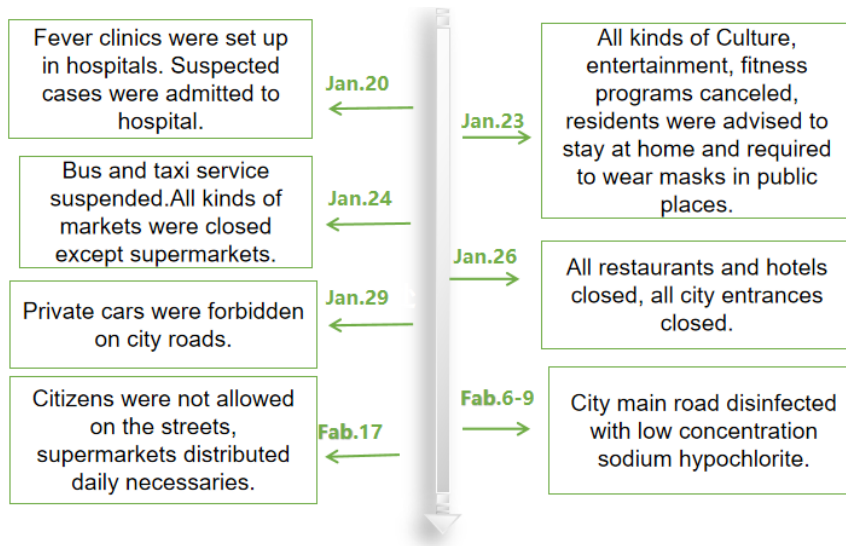 Fever clinics were set up
in hospitals. Suspected
cases were admitted to
hospital.
Jan.20
All kinds of Culture,
entertainment, fitness
programs canceled,
residents were advised to
stay at home and required
to wear masks in public
places.
Jan.23
Bus and taxi service
suspended.All kinds of
markets were closed
except supermarkets.
Jan.24
Jan.26
All restaurants and hotels
closed, all city entrances
closed.
Jan.29
Private cars were forbidden
on city roads.
Fab.6-9
City main road disinfected
with low concentration
sodium hypochlorite.
Citizens were not allowed
on the streets,
supermarkets distributed
daily necessaries.
Fab.17